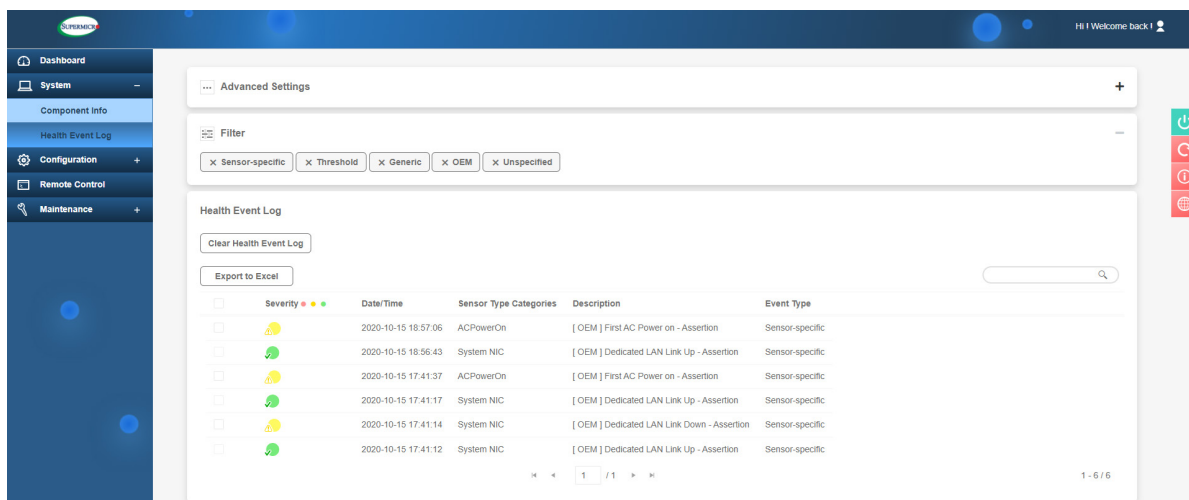 SUPERMICR
Hi ! Welcome back !
Dashboard
System −
Component Info
Health Event Log
Configuration +
Remote Control
Maintenance +
... Advanced Settings +
Filter −
× Sensor-specific × Threshold × Generic × OEM × Unspecified
Health Event Log
Clear Health Event Log
Export to Excel
Severity Date/Time Sensor Type Categories Description Event Type
2020-10-15 18:57:06 ACPowerOn [ OEM ] First AC Power on - Assertion Sensor-specific
2020-10-15 18:56:43 System NIC [ OEM ] Dedicated LAN Link Up - Assertion Sensor-specific
2020-10-15 17:41:37 ACPowerOn [ OEM ] First AC Power on - Assertion Sensor-specific
2020-10-15 17:41:17 System NIC [ OEM ] Dedicated LAN Link Up - Assertion Sensor-specific
2020-10-15 17:41:14 System NIC [ OEM ] Dedicated LAN Link Down - Assertion Sensor-specific
2020-10-15 17:41:12 System NIC [ OEM ] Dedicated LAN Link Up - Assertion Sensor-specific
1 / 1 1 - 6 / 6